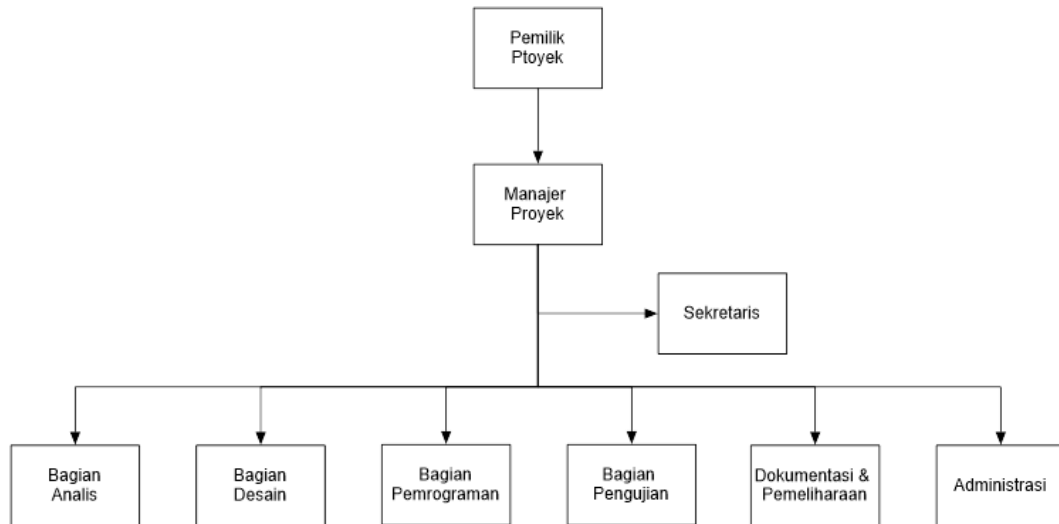 Pemilik
Ptoyek
Manajer
Proyek
Sekretaris
Bagian
Analis
Bagian
Desain
Bagian
Pemrograman
Bagian
Pengujian
Dokumentasi &
Pemeliharaan
Administrasi